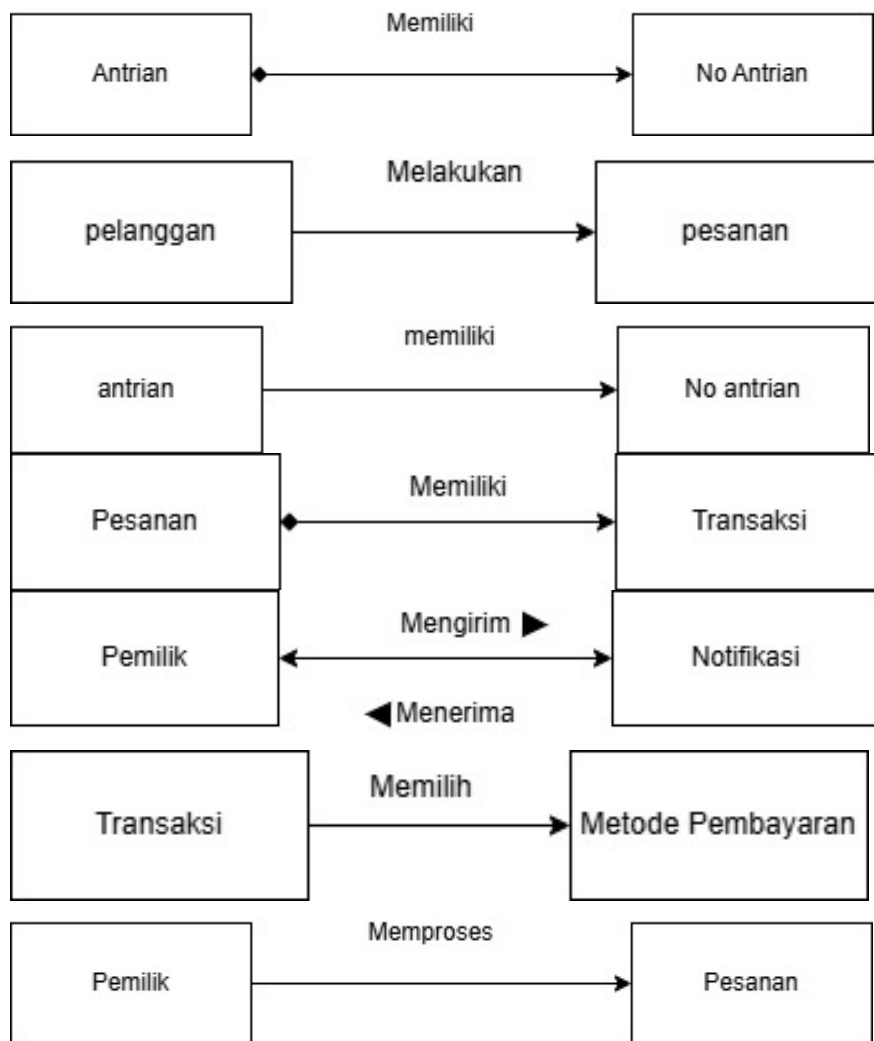 Memiliki
Antrian
No Antrian
Melakukan
pelanggan
pesanan
memiliki
antrian
No antrian
Memiliki
Pesanan
Transaksi
Mengirim ▶
Pemilik
Notifikasi
◀ Menerima
Memilih
Transaksi
Metode Pembayaran
Memproses
Pemilik
Pesanan